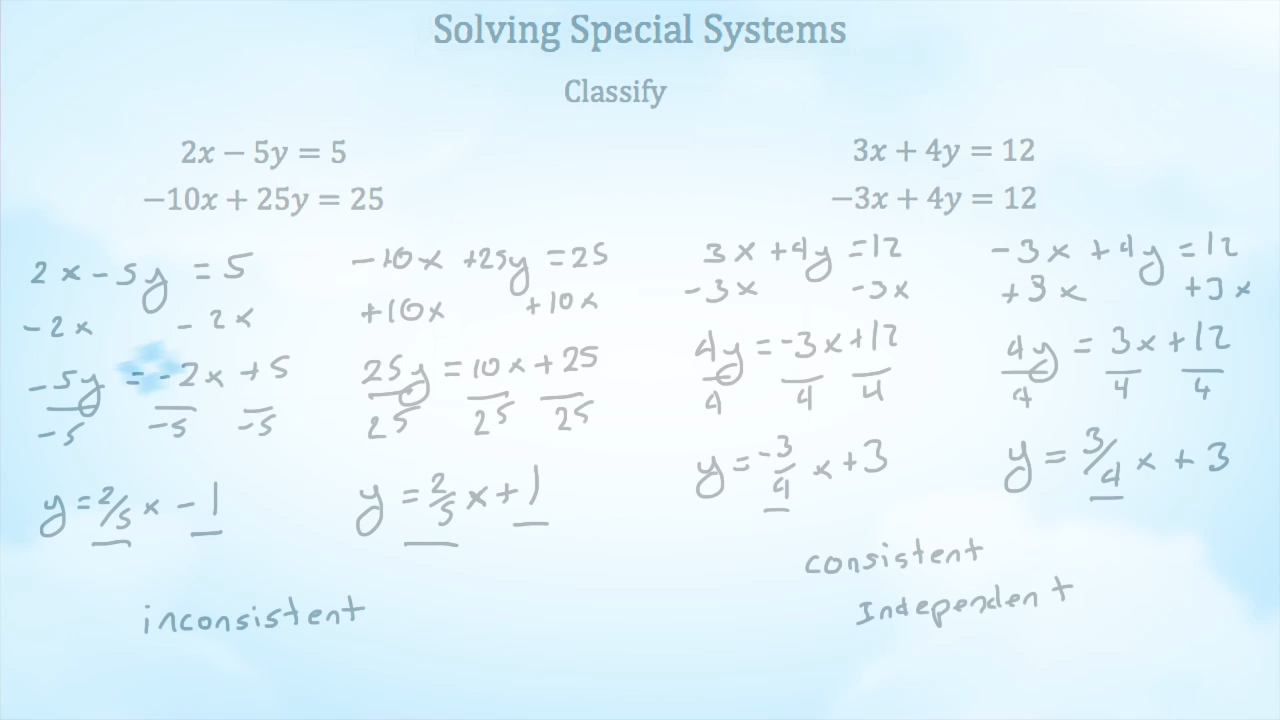 Solving Special Systems
Classify
2x − 5y = 5
−10x + 25y = 25
3x + 4y = 12
−3x + 4y = 12
2x - 5y = 5
-2x -2x
-5y = -2x +5
-5 -5 -5
y = 2/5 x - 1
-10x +25y = 25
+10x +10x
25y = 10x + 25
25 25 25
y = 2/5 x + 1
inconsistent
3x +4y = 12
-3x -3x
4y = -3x +12
4 4 4
y = -3/4 x +3
-3x +4y = 12
+3x +3x
4y = 3x +12
4 4 4
y = 3/4 x + 3
consistent
Independent